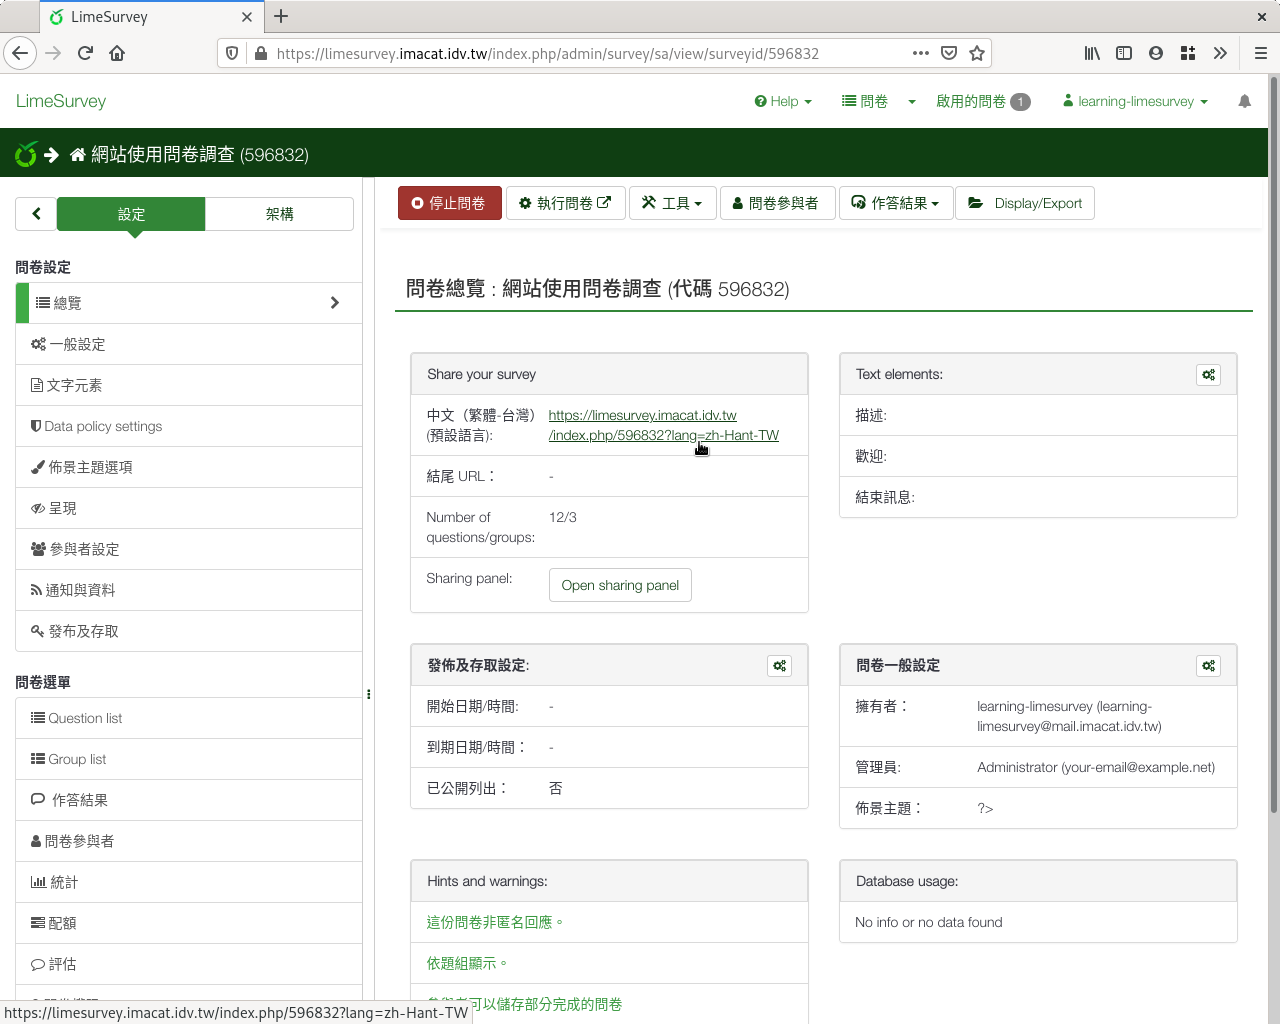 LimeSurvey
https://limesurvey.imacat.idv.tw/index.php/admin/survey/sa/view/surveyid/596832
LimeSurvey
Help
問卷
啟用的問卷 1
learning-limesurvey
網站使用問卷調查 (596832)
設定
架構
停止問卷
執行問卷
工具
問卷參與者
作答結果
Display/Export
問卷設定
總覽
一般設定
文字元素
Data policy settings
佈景主題選項
呈現
參與者設定
通知與資料
發布及存取
問卷選單
Question list
Group list
作答結果
問卷參與者
統計
配額
評估
問卷總覽 : 網站使用問卷調查 (代碼 596832)
Share your survey
中文（繁體-台灣）
(預設語言):
https://limesurvey.imacat.idv.tw
/index.php/596832?lang=zh-Hant-TW
結尾 URL：
-
Number of
questions/groups:
12/3
Sharing panel:
Open sharing panel
Text elements:
描述:
歡迎:
結束訊息:
發佈及存取設定:
開始日期/時間:
-
到期日期/時間：
-
已公開列出：
否
問卷一般設定
擁有者：
learning-limesurvey (learning-
limesurvey@mail.imacat.idv.tw)
管理員:
Administrator (your-email@example.net)
佈景主題：
?>
Hints and warnings:
這份問卷非匿名回應。
依題組顯示。
可以儲存部分完成的問卷
Database usage:
No info or no data found
https://limesurvey.imacat.idv.tw/index.php/596832?lang=zh-Hant-TW